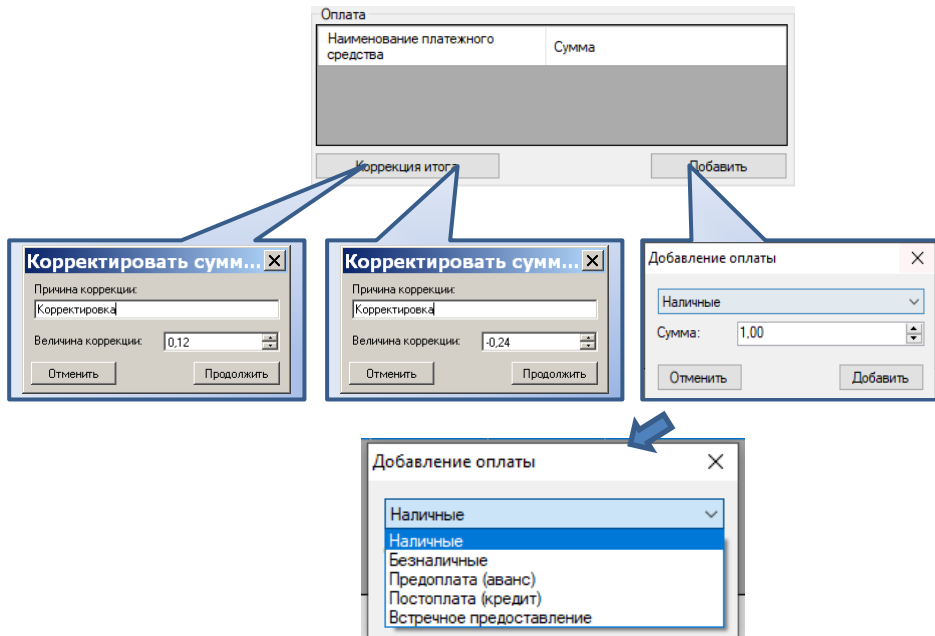 Оплата
Наименование платежного средства
Сумма
Коррекция итога
Добавить
Корректировать сумм...
Причина коррекции:
Корректировка
Величина коррекции:
0,12
Отменить
Продолжить
Корректировать сумм...
Причина коррекции:
Корректировка
Величина коррекции:
-0,24
Отменить
Продолжить
Добавление оплаты
Наличные
Сумма:
1,00
Отменить
Добавить
Добавление оплаты
Наличные
Наличные
Безналичные
Предоплата (аванс)
Постоплата (кредит)
Встречное предоставление